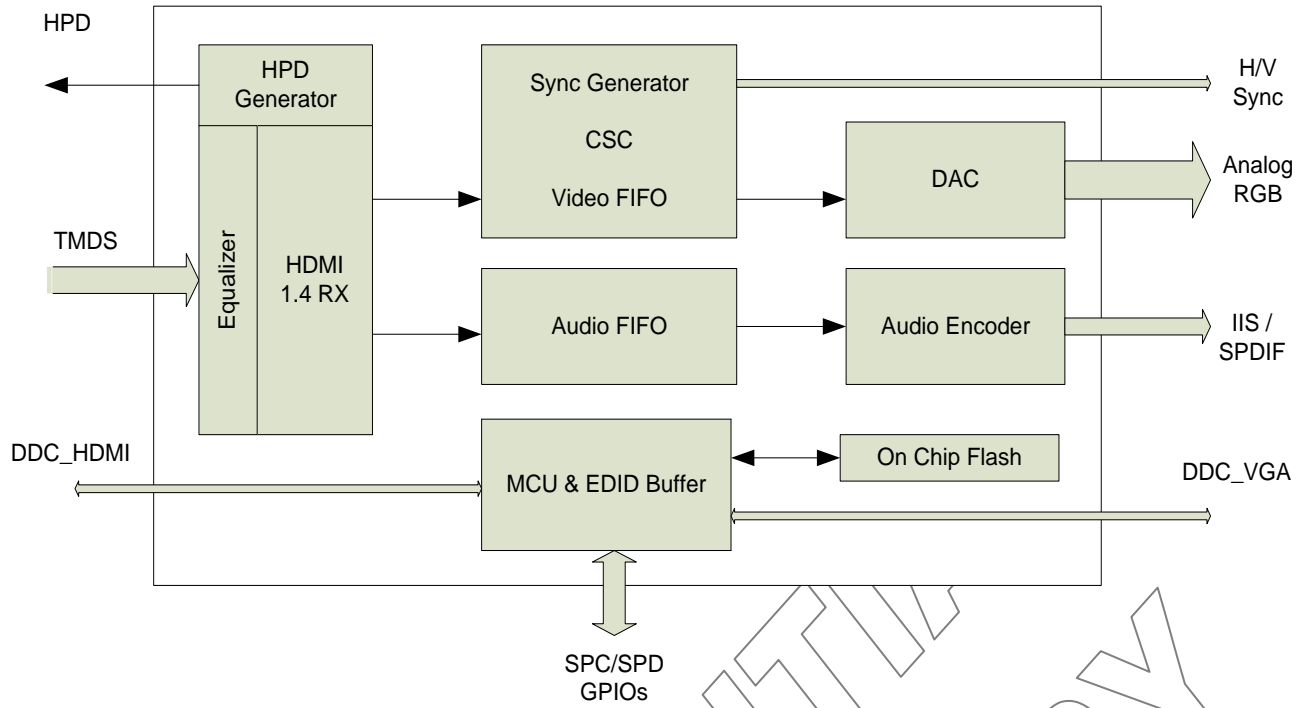 HPD
HPD
Generator
Sync Generator
H/V
Sync
CSC
DAC
Analog
RGB
Video FIFO
TMDS
Equalizer
HDMI
1.4 RX
Audio FIFO
Audio Encoder
IIS /
SPDIF
DDC_HDMI
MCU & EDID Buffer
On Chip Flash
DDC_VGA
SPC/SPD
GPIOs